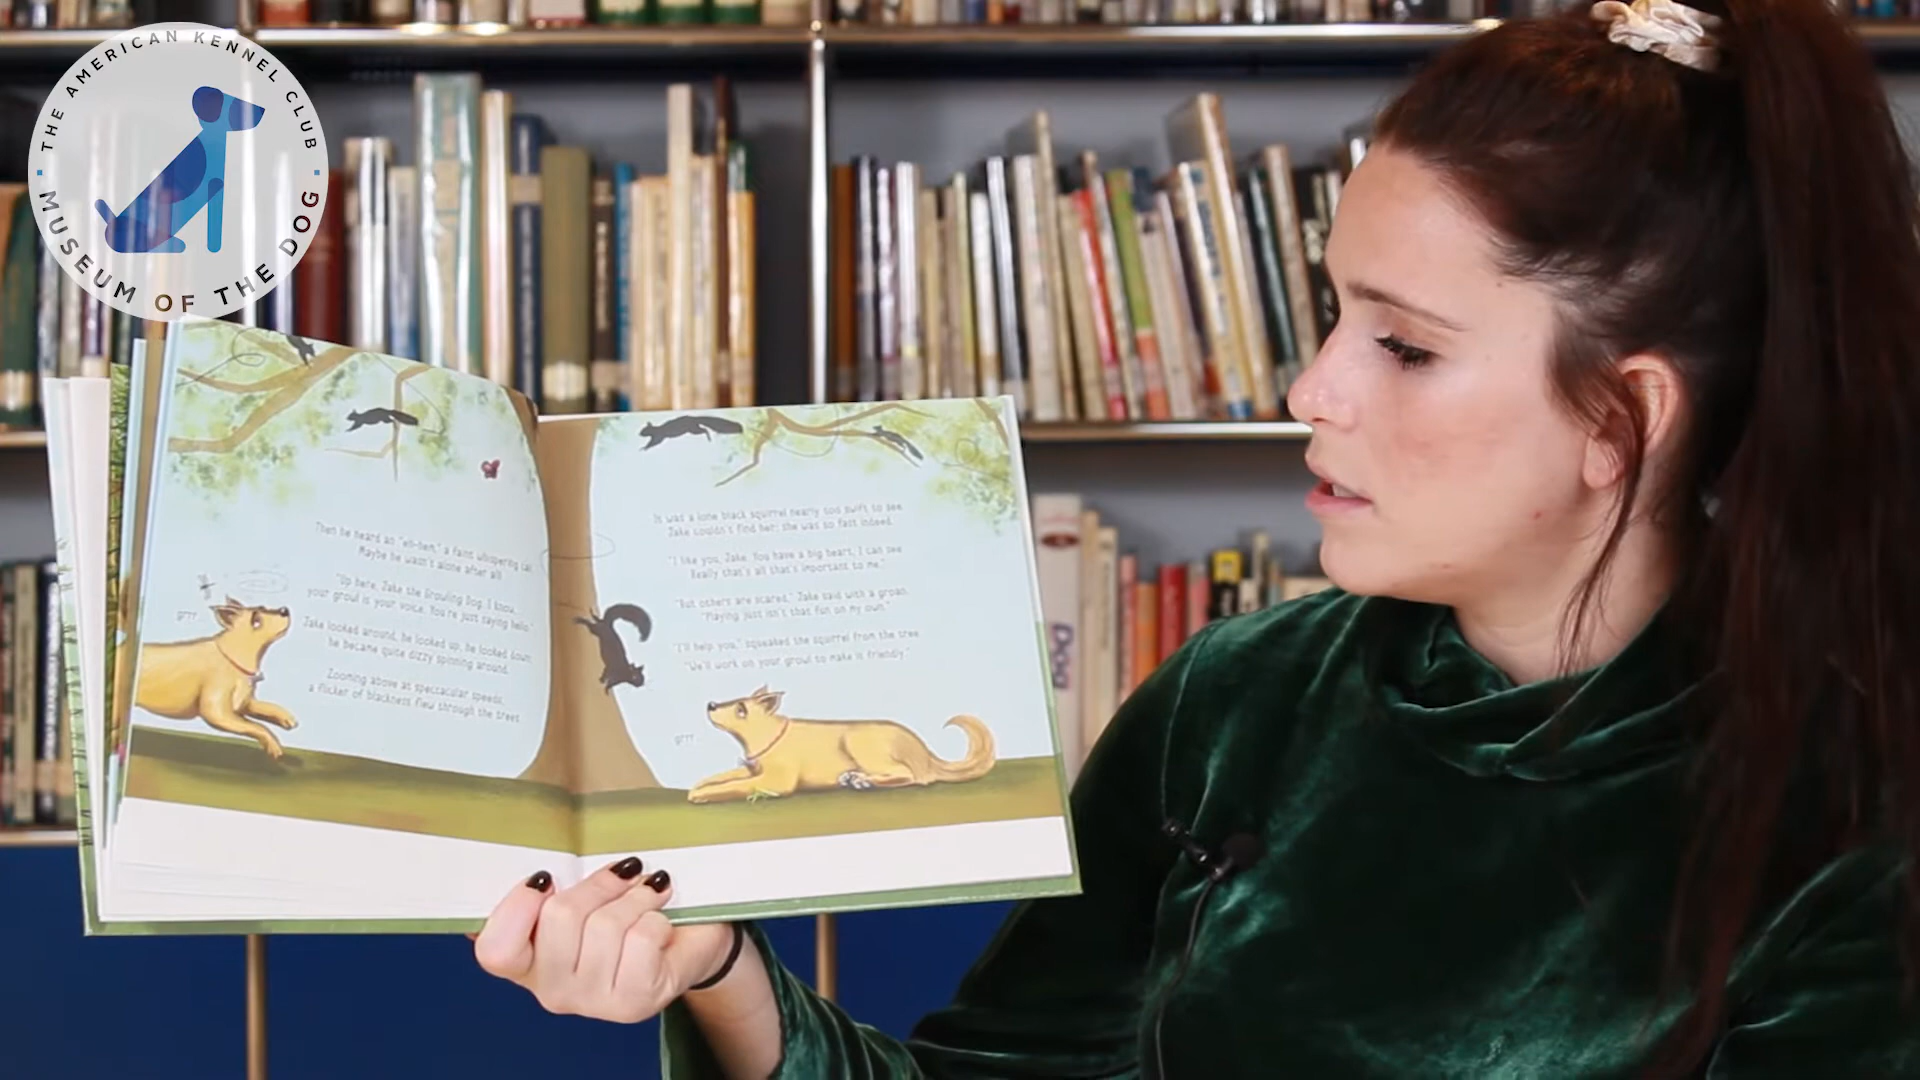 THE AMERICAN KENNEL CLUB
MUSEUM OF THE DOG
Then he heard an "eh-hem," a faint whispering call.
Maybe he wasn't alone after all!
"Up here, Jake the Growling Dog. I know...
your growl is your voice. You're just saying hello."
Jake looked around, he looked up, he looked down
he became quite dizzy spinning around.
Zooming above at spectacular speeds,
a flicker of blackness flew through the trees.
grrr...
It was a lone black squirrel nearly too swift to see
Jake couldn't find her; she was so fast indeed.
"I like you, Jake. You have a big heart, I can see
Really that's all that's important to me."
"But others are scared," Jake said with a groan.
"Playing just isn't that fun on my own."
"I'll help you," squeaked the squirrel from the tree.
"We'll work on your growl to make it friendly."
grrr...
Dog